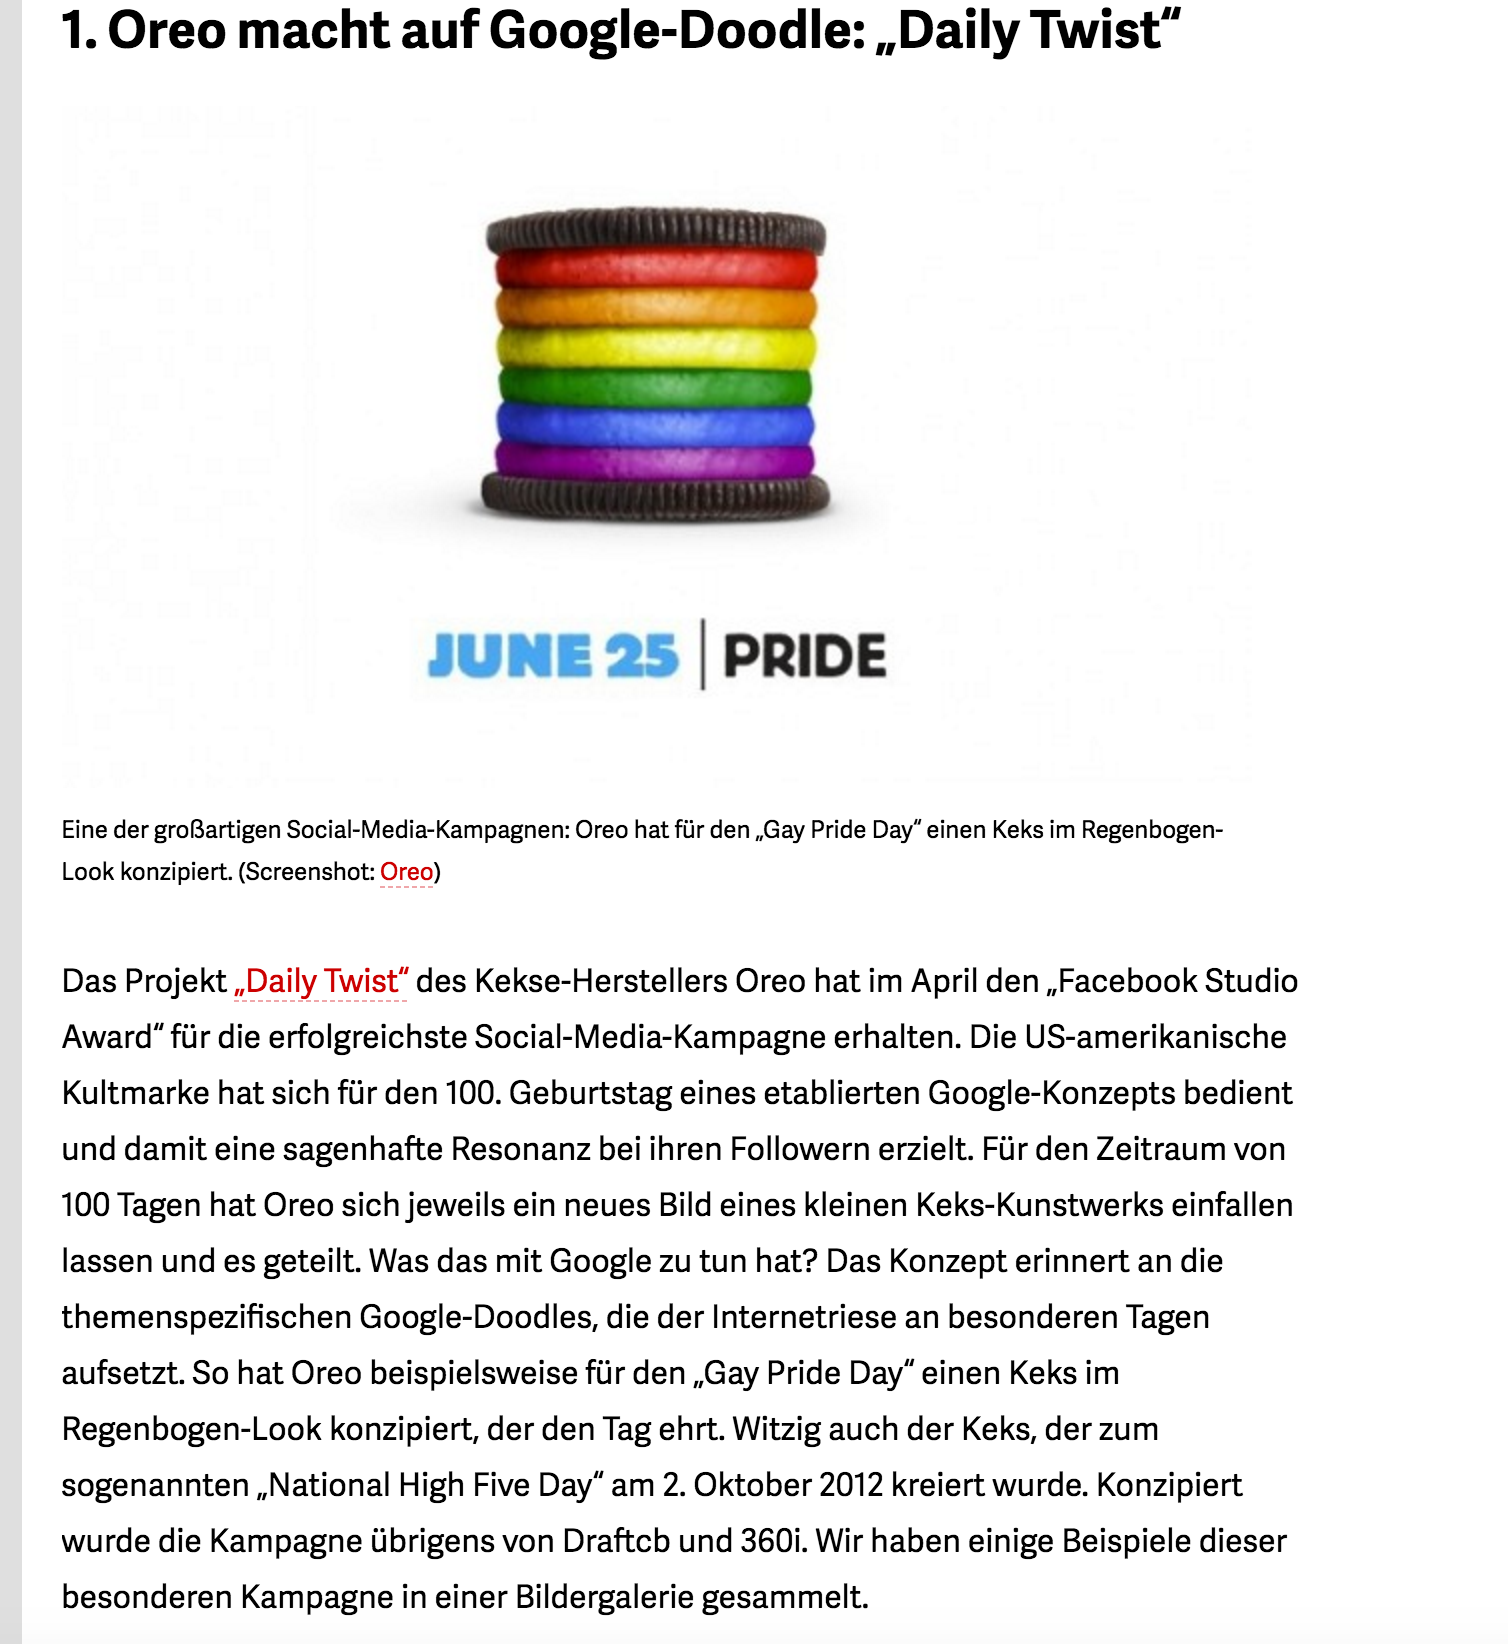 1. Oreo macht auf Google-Doodle: „Daily Twist“
JUNE 25 | PRIDE
Eine der großartigen Social-Media-Kampagnen: Oreo hat für den „Gay Pride Day“ einen Keks im Regenbogen-
Look konzipiert. (Screenshot: Oreo)
Das Projekt „Daily Twist“ des Kekse-Herstellers Oreo hat im April den „Facebook Studio
Award“ für die erfolgreichste Social-Media-Kampagne erhalten. Die US-amerikanische
Kultmarke hat sich für den 100. Geburtstag eines etablierten Google-Konzepts bedient
und damit eine sagenhafte Resonanz bei ihren Followern erzielt. Für den Zeitraum von
100 Tagen hat Oreo sich jeweils ein neues Bild eines kleinen Keks-Kunstwerks einfallen
lassen und es geteilt. Was das mit Google zu tun hat? Das Konzept erinnert an die
themenspezifischen Google-Doodles, die der Internetriese an besonderen Tagen
aufsetzt. So hat Oreo beispielsweise für den „Gay Pride Day“ einen Keks im
Regenbogen-Look konzipiert, der den Tag ehrt. Witzig auch der Keks, der zum
sogenannten „National High Five Day“ am 2. Oktober 2012 kreiert wurde. Konzipiert
wurde die Kampagne übrigens von Draftcb und 360i. Wir haben einige Beispiele dieser
besonderen Kampagne in einer Bildergalerie gesammelt.